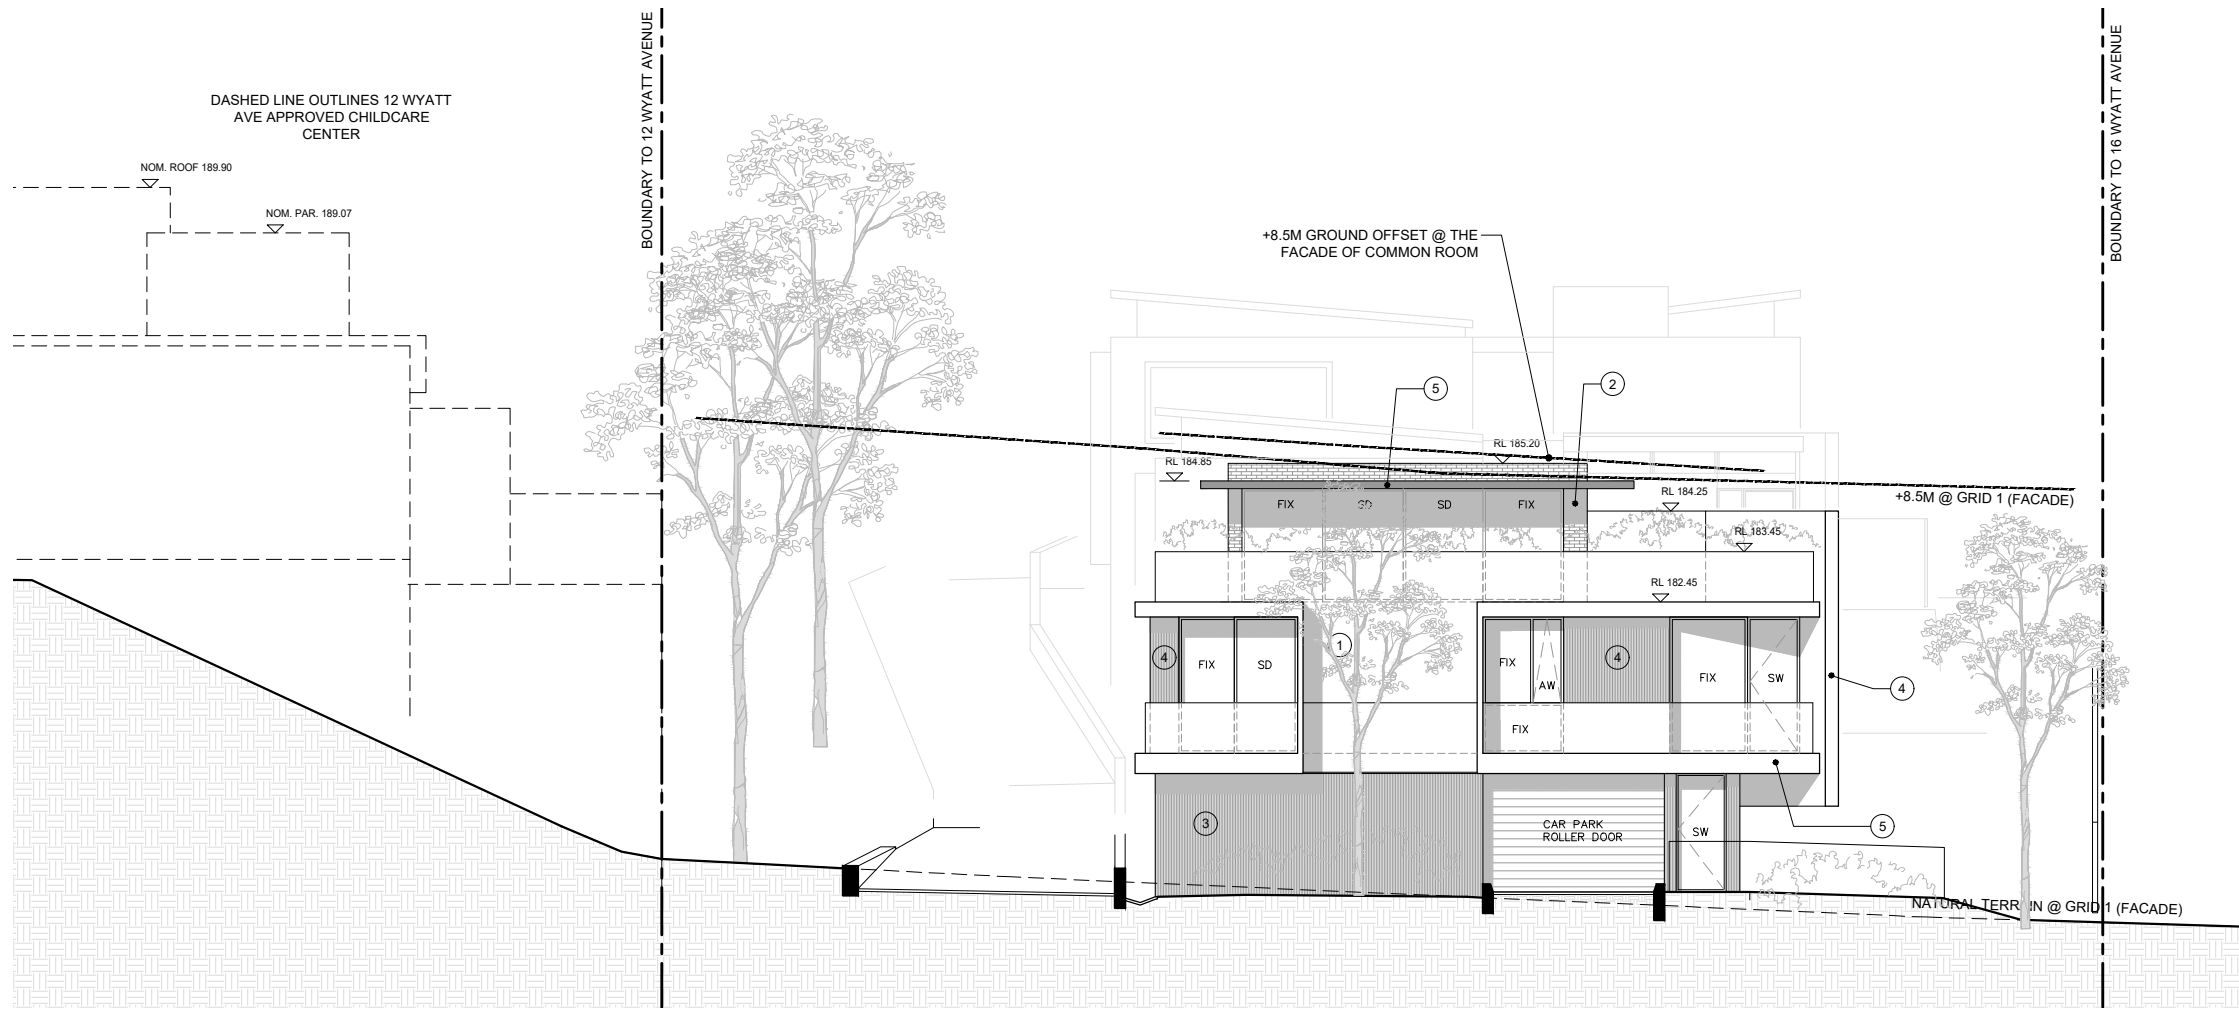 BOUNDARY TO 12 WYATT AVENUE
BOUNDARY TO 16 WYATT AVENUE
DASHED LINE OUTLINES 12 WYATT
AVE APPROVED CHILDCARE
CENTER
NOM. ROOF 189.90
NOM. PAR. 189.07
+8.5M GROUND OFFSET @ THE
FACADE OF COMMON ROOM
5
2
RL 185.20
RL 184.85
RL 184.25
+8.5M @ GRID 1 (FACADE)
FIX
SD
SD
FIX
RL 183.45
RL 182.45
1
4
FIX
SD
FIX
AW
4
FIX
SW
4
FIX
5
3
CAR PARK
ROLLER DOOR
SW
NATURAL TERRAIN @ GRID 1 (FACADE)